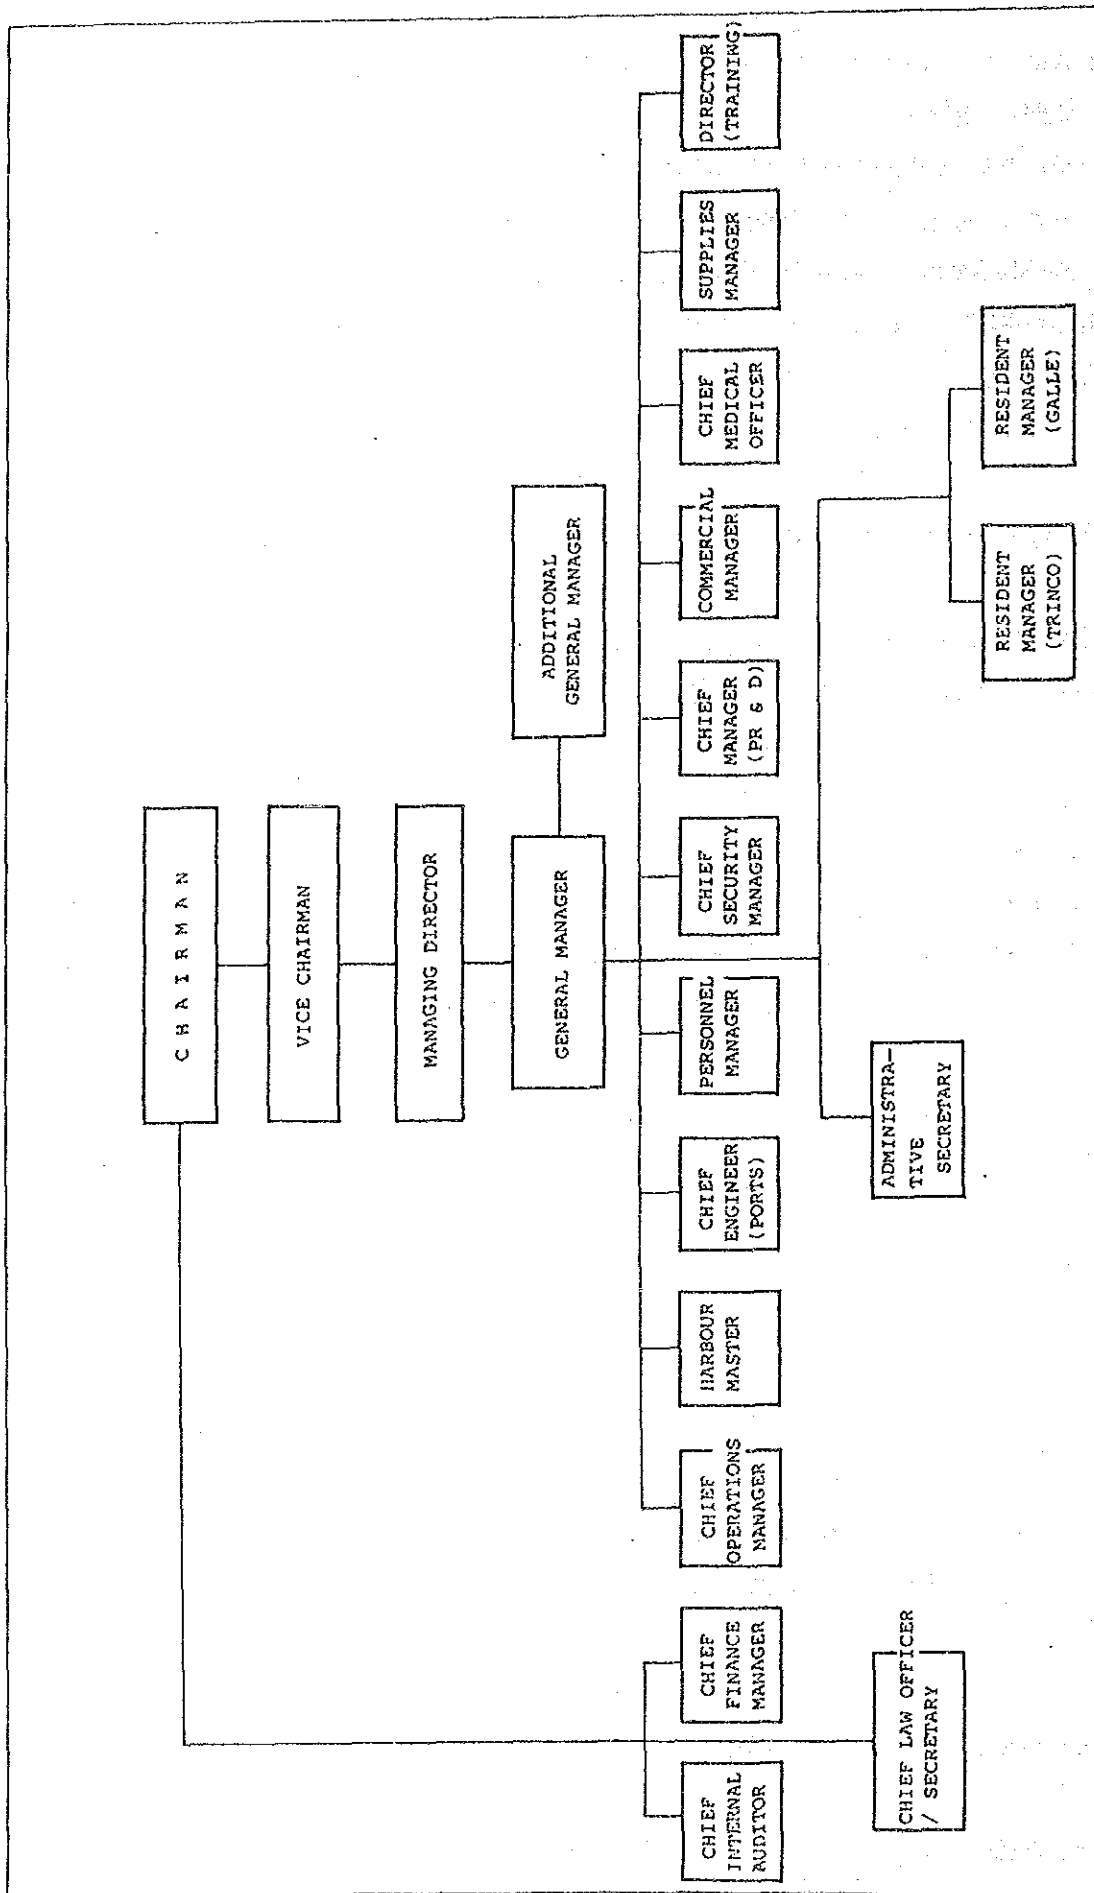 C H A I R M A N
VICE CHAIRMAN
MANAGING DIRECTOR
GENERAL MANAGER
ADDITIONAL
GENERAL MANAGER
CHIEF
INTERNAL
AUDITOR
CHIEF
FINANCE
MANAGER
CHIEF
OPERATIONS
MANAGER
HARBOUR
MASTER
CHIEF
ENGINEER
(PORTS)
PERSONNEL
MANAGER
CHIEF
SECURITY
MANAGER
CHIEF
MANAGER
(PR & D)
COMMERCIAL
MANAGER
CHIEF
MEDICAL
OFFICER
SUPPLIES
MANAGER
DIRECTOR
(TRAINING)
CHIEF LAW OFFICER
/ SECRETARY
ADMINISTRA-
TIVE
SECRETARY
RESIDENT
MANAGER
(TRINCO)
RESIDENT
MANAGER
(GALLE)